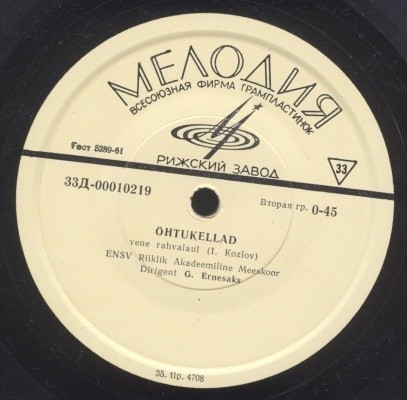 МЕЛОДИЯ
ВСЕСОЮЗНАЯ ФИРМА ГРАМПЛАСТИНОК
Гост 5289-61
РИЖСКИЙ ЗАВОД
33
33Д-00010219
Вторая гр. 0-45
ÕHTUKELLAD
vene rahvalaul (I. Kozlov)
ENSV Riiklik Akadeemiline Meeskoor
Dirigent G. Ernesaks
35. tip. 4708